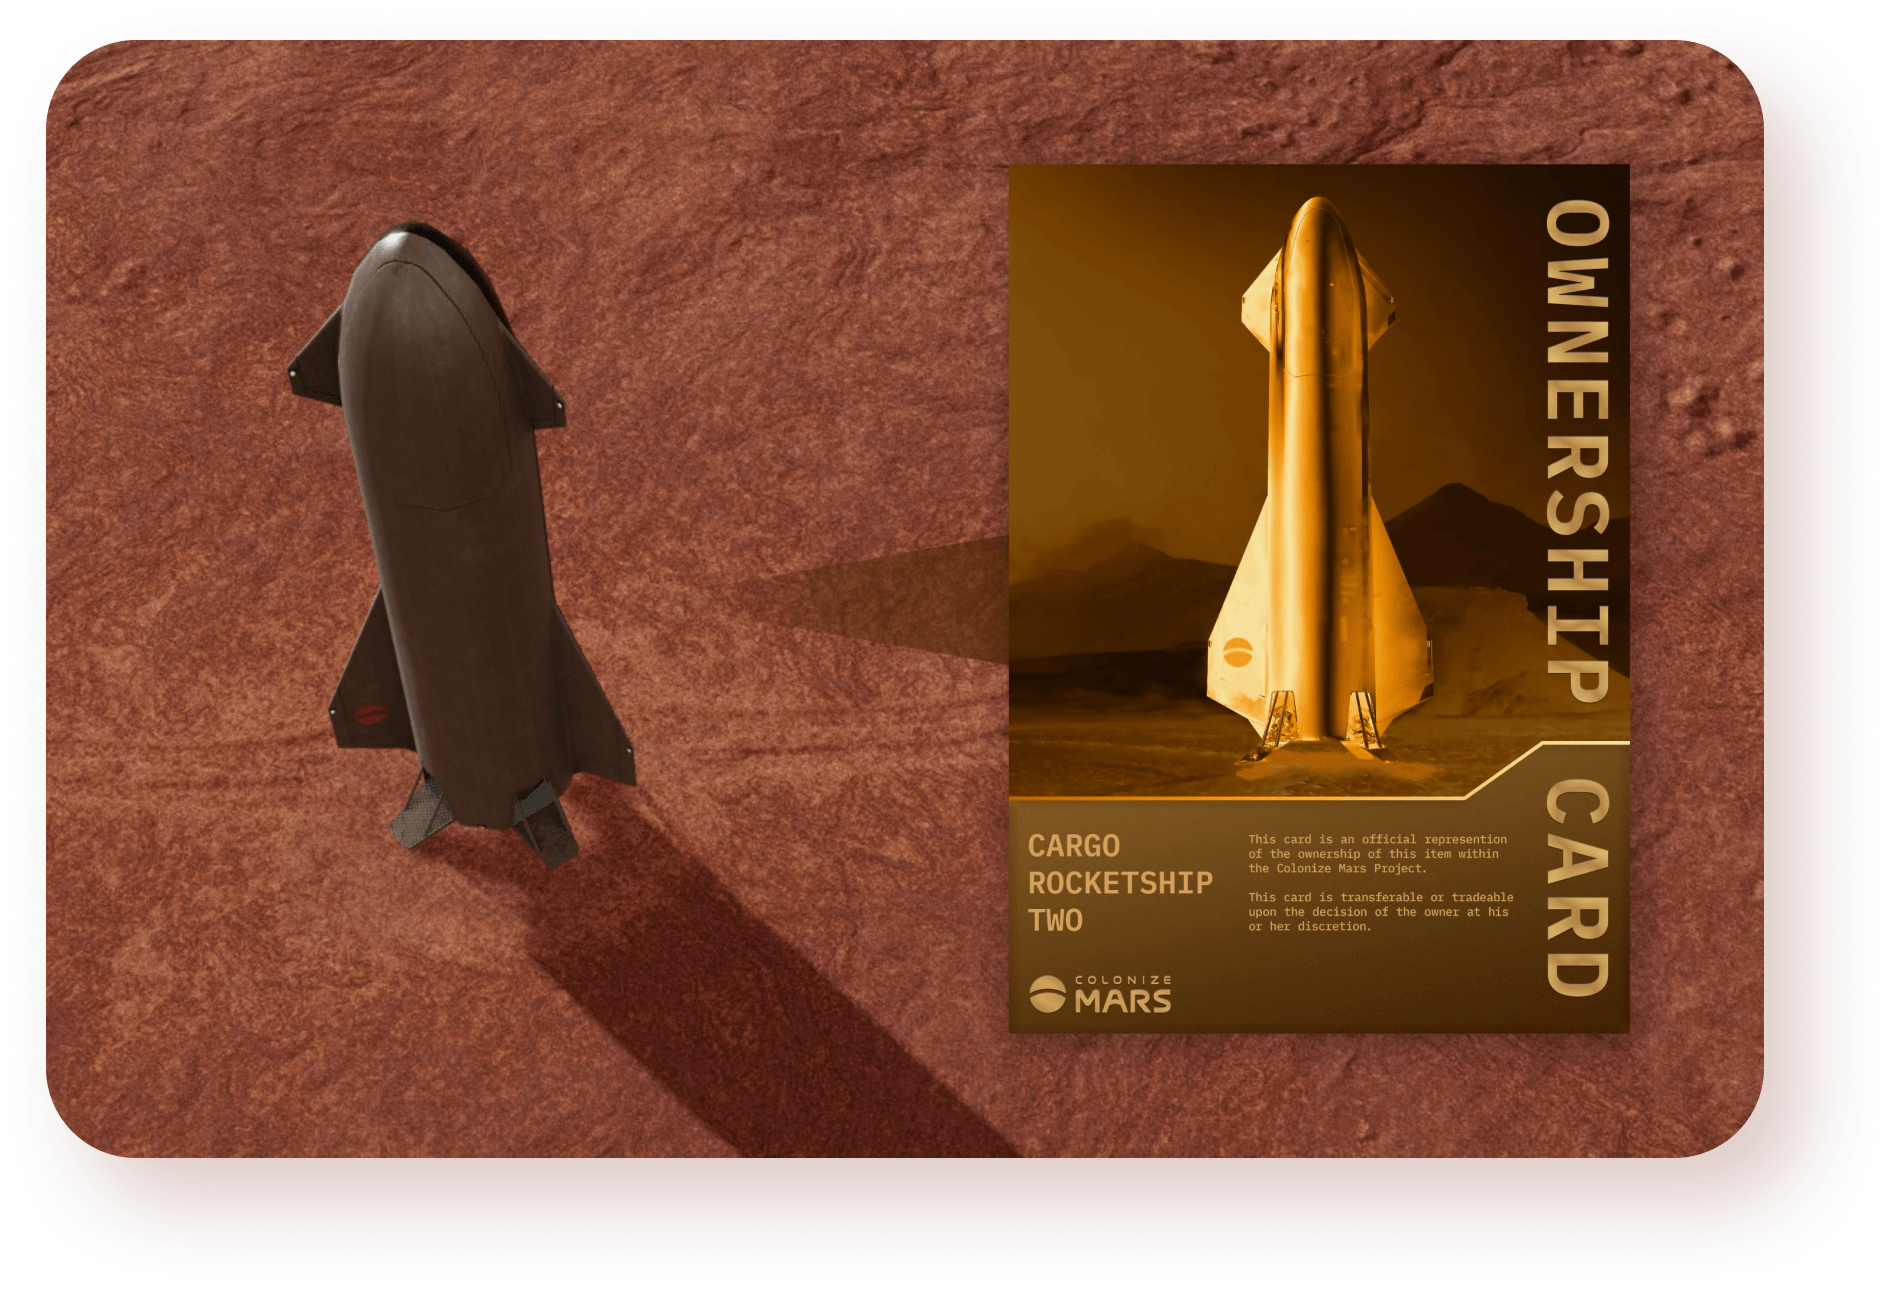 OWNERSHIP CARD
CARGO
ROCKETSHIP
TWO
This card is an official represention
of the ownership of this item within
the Colonize Mars Project.
This card is transferable or tradeable
upon the decision of the owner at his
or her discretion.
COLONIZE
MARS